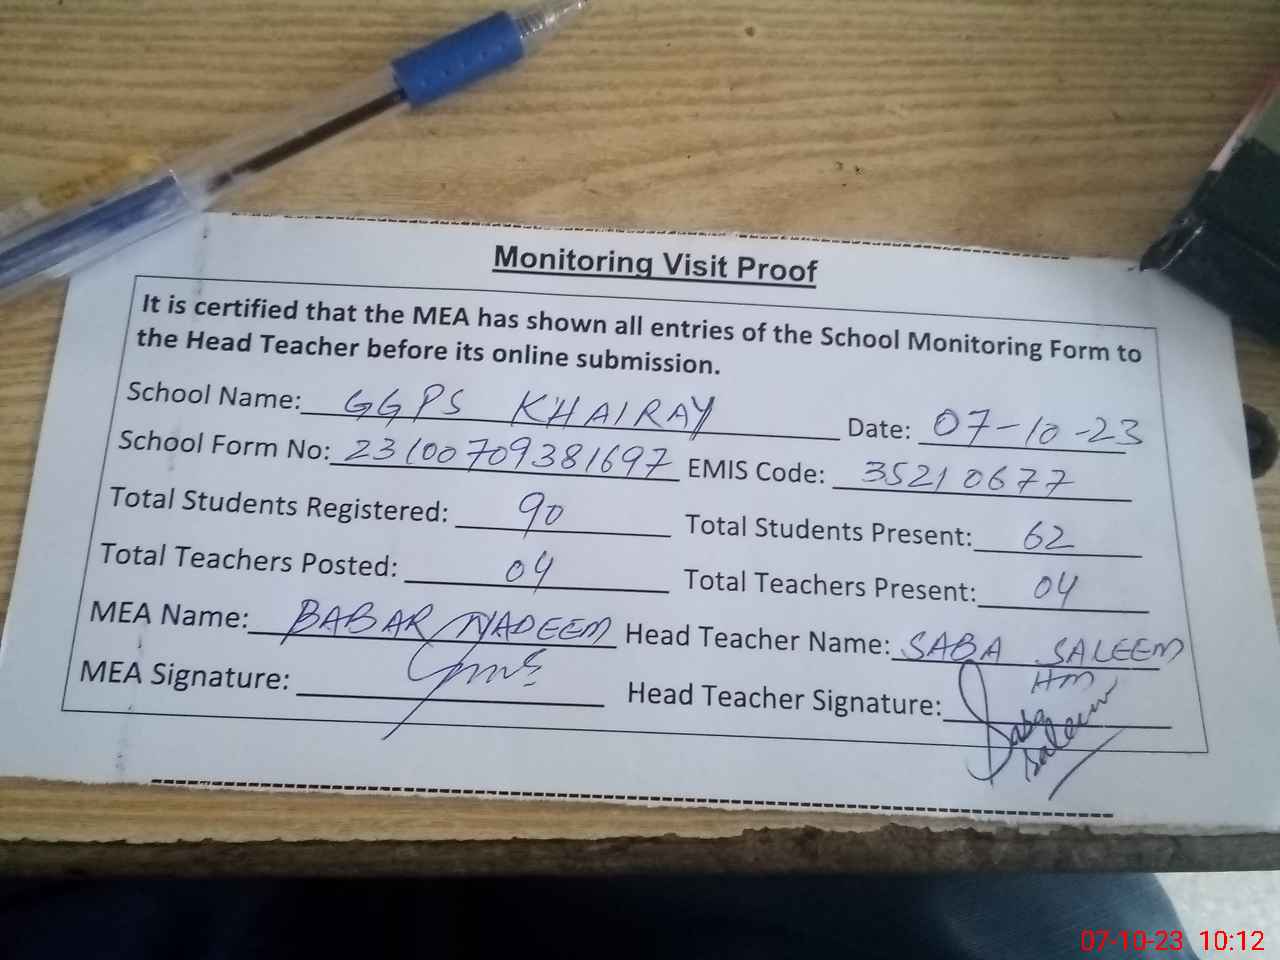 Monitoring Visit Proof
It is certified that the MEA has shown all entries of the School Monitoring Form to
the Head Teacher before its online submission.
School Name: GGPS KHAIRAY Date: 07-10-23
School Form No: 23100709381697 EMIS Code: 35210677
Total Students Registered: 90 Total Students Present: 62
Total Teachers Posted: 04 Total Teachers Present: 04
MEA Name: BABAR NADEEM Head Teacher Name: SABA SALEEM
HM
MEA Signature: Head Teacher Signature: Saba
Saleem
07-10-23 10:12